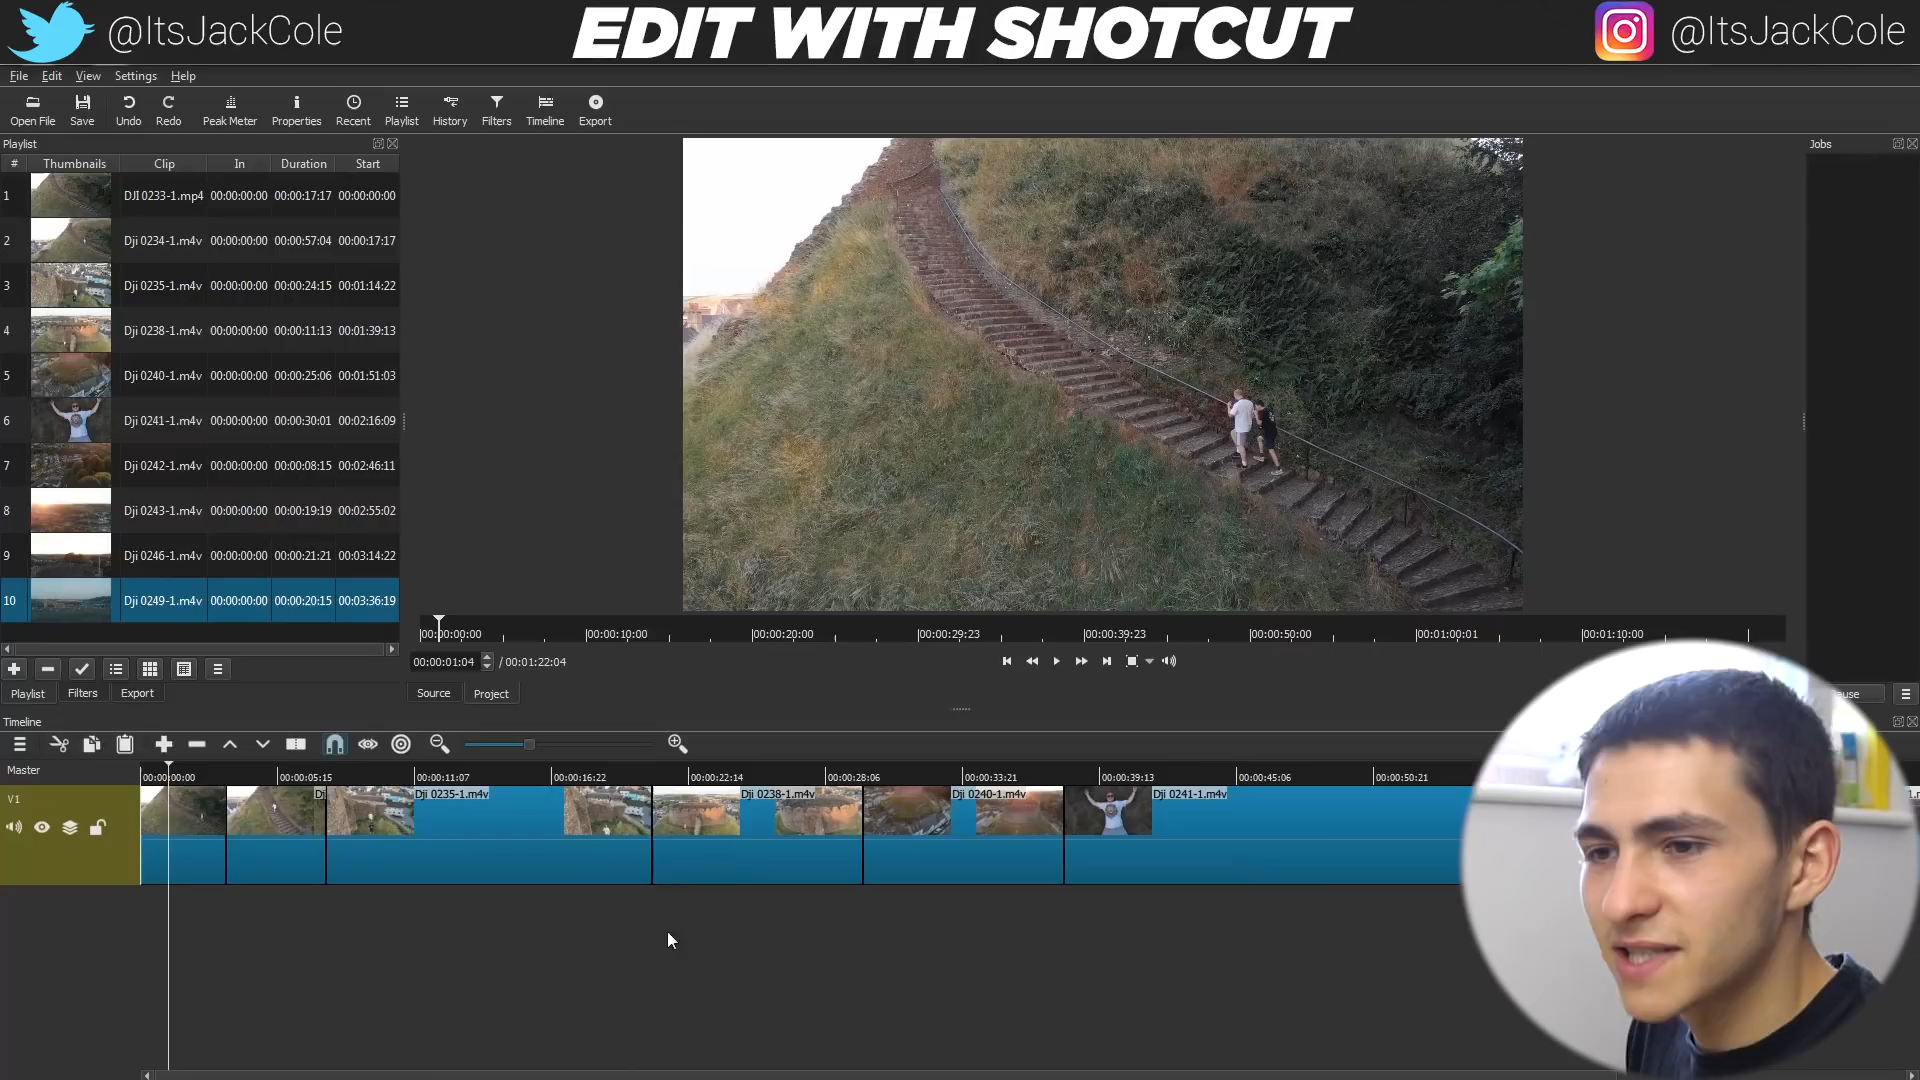 @ItsJackCole EDIT WITH SHOTCUT @ItsJackCole
File Edit View Settings Help
Open File Save Undo Redo Peak Meter Properties Recent Playlist History Filters Timeline Export
Playlist
# Thumbnails Clip In Duration Start
1 DJI 0233-1.mp4 00:00:00:00 00:00:17:17 00:00:00:00
2 Dji 0234-1.m4v 00:00:00:00 00:00:57:04 00:00:17:17
3 Dji 0235-1.m4v 00:00:00:00 00:00:24:15 00:01:14:22
4 Dji 0238-1.m4v 00:00:00:00 00:00:11:13 00:01:39:13
5 Dji 0240-1.m4v 00:00:00:00 00:00:25:06 00:01:51:03
6 Dji 0241-1.m4v 00:00:00:00 00:00:30:01 00:02:16:09
7 Dji 0242-1.m4v 00:00:00:00 00:00:08:15 00:02:46:11
8 Dji 0243-1.m4v 00:00:00:00 00:00:19:19 00:02:55:02
9 Dji 0246-1.m4v 00:00:00:00 00:00:21:21 00:03:14:22
10 Dji 0249-1.m4v 00:00:00:00 00:00:20:15 00:03:36:19
Playlist Filters Export
Jobs
00:00:00:00 00:00:10:00 00:00:20:00 00:00:29:23 00:00:39:23 00:00:50:00 00:01:00:01 00:01:10:00
00:00:01:04 / 00:01:22:04
Source Project
Timeline
Master 00:00:00:00 00:00:05:15 00:00:11:07 00:00:16:22 00:00:22:14 00:00:28:06 00:00:33:21 00:00:39:13 00:00:45:06 00:00:50:21
V1 Dj Dji 0235-1.m4v Dji 0238-1.m4v Dji 0240-1.m4v Dji 0241-1.m4v